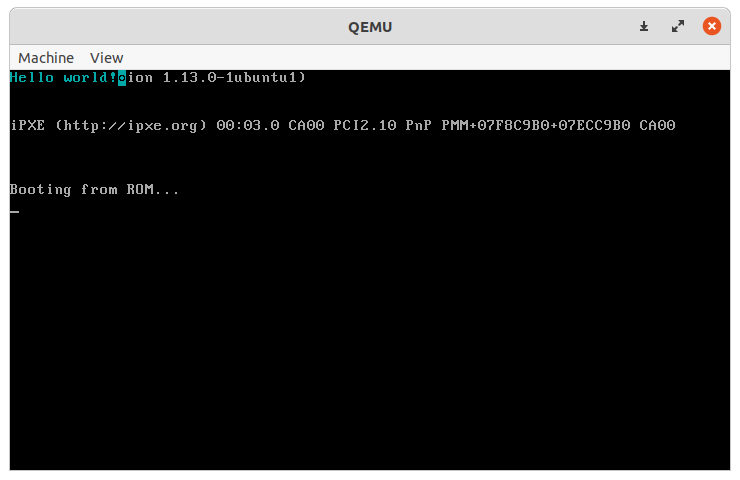 QEMU
Machine View
Hello world!oion 1.13.0-1ubuntu1)
iPXE (http://ipxe.org) 00:03.0 CA00 PCI2.10 PnP PMM+07F8C9B0+07ECC9B0 CA00
Booting from ROM...